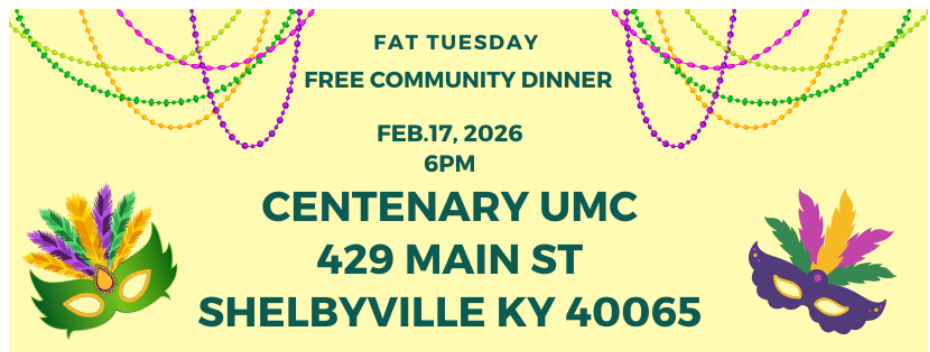 FAT TUESDAY
FREE COMMUNITY DINNER
FEB.17, 2026
6PM
CENTENARY UMC
429 MAIN ST
SHELBYVILLE KY 40065